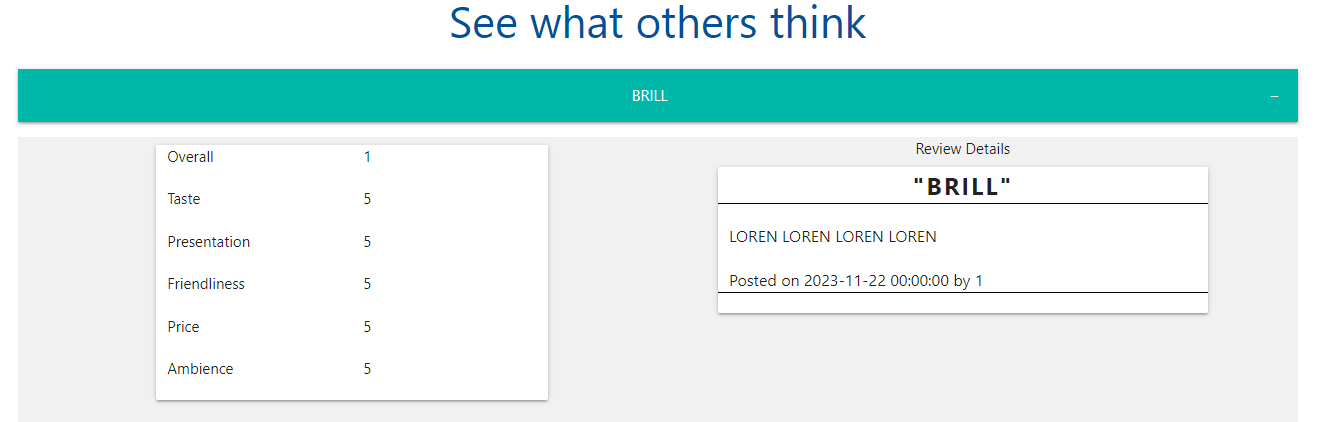 See what others think
BRILL –
Overall 1
Taste 5
Presentation 5
Friendliness 5
Price 5
Ambience 5
Review Details
"BRILL"
LOREN LOREN LOREN LOREN
Posted on 2023-11-22 00:00:00 by 1